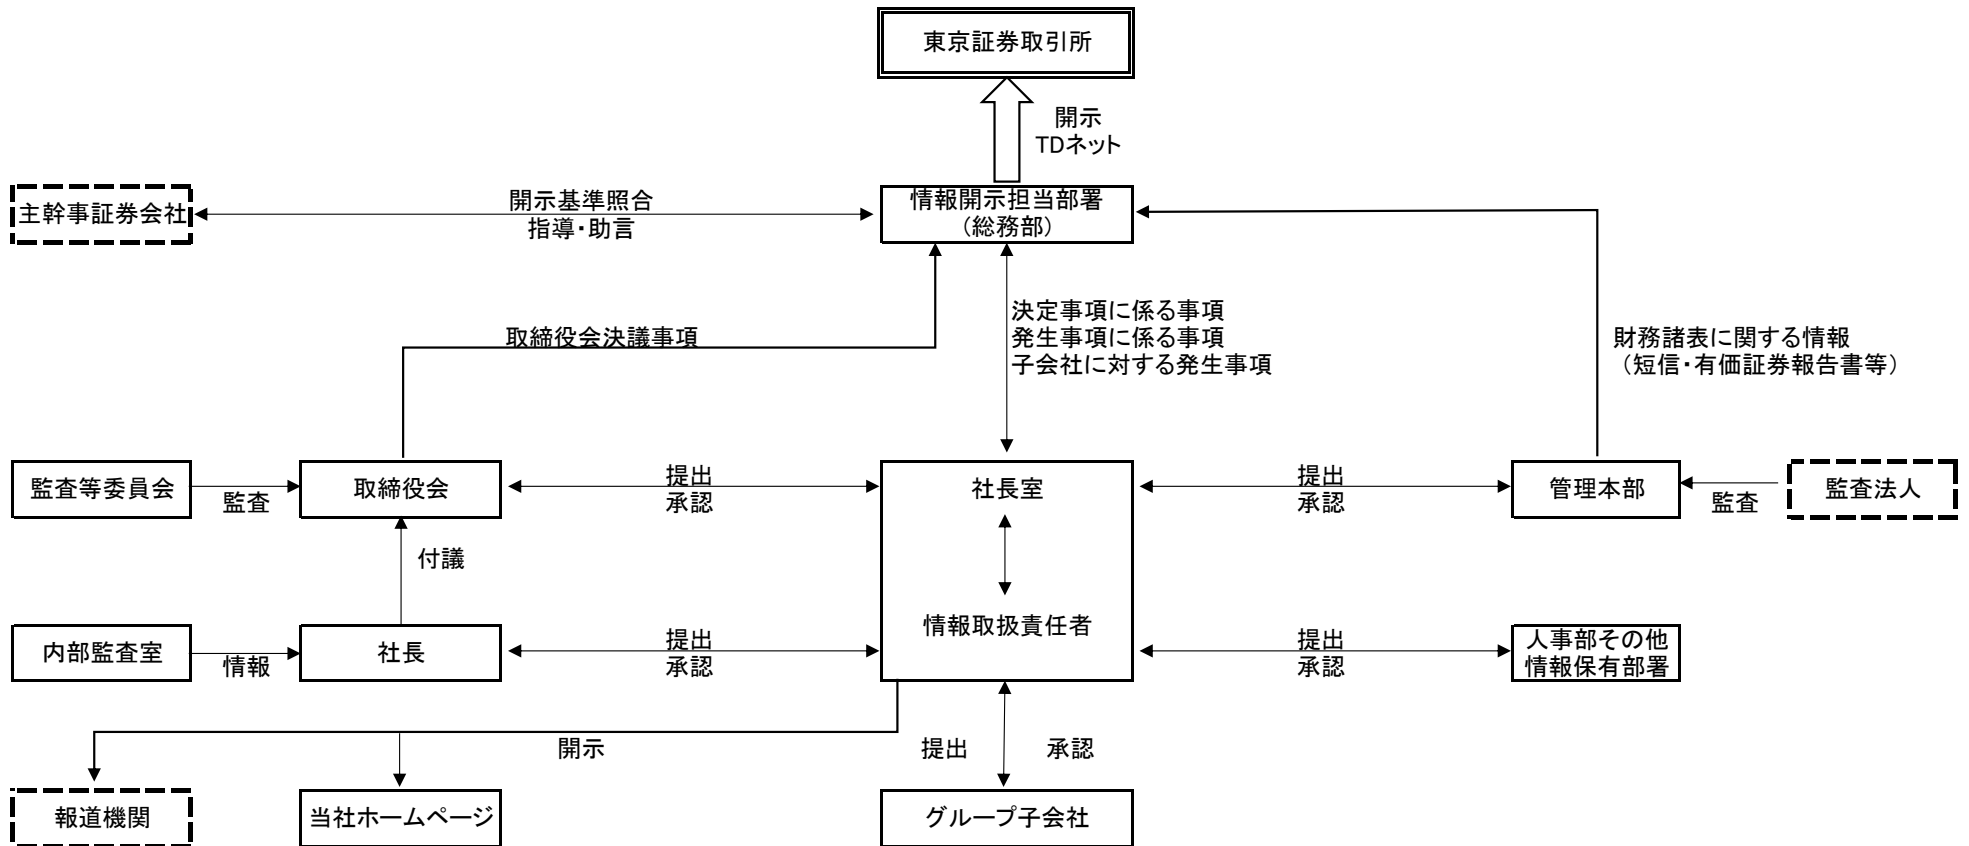 東京証券取引所
開示
TDネット
主幹事証券会社
開示基準照合
指導・助言
情報開示担当部署
（総務部）
取締役会決議事項
決定事項に係る事項
発生事項に係る事項
子会社に対する発生事項
財務諸表に関する情報
（短信・有価証券報告書等）
監査等委員会
監査
取締役会
提出
承認
社長室
提出
承認
管理本部
監査
監査法人
付議
内部監査室
情報
社長
提出
承認
情報取扱責任者
提出
承認
人事部その他
情報保有部署
開示
提出
承認
報道機関
当社ホームページ
グループ子会社